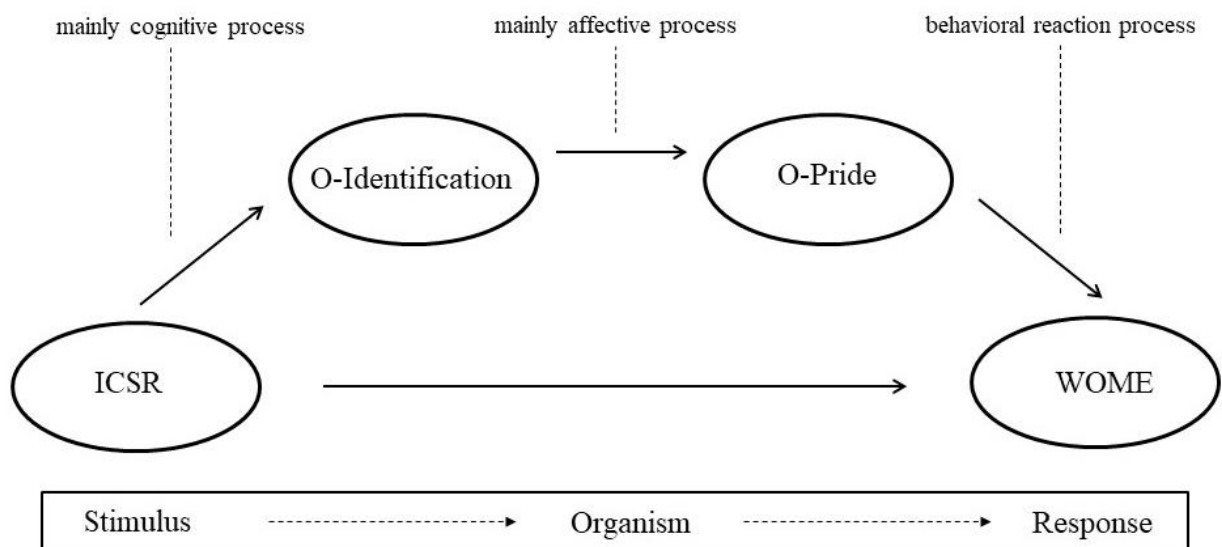 mainly cognitive process
mainly affective process
behavioral reaction process
O-Identification
O-Pride
ICSR
WOME
Stimulus
Organism
Response